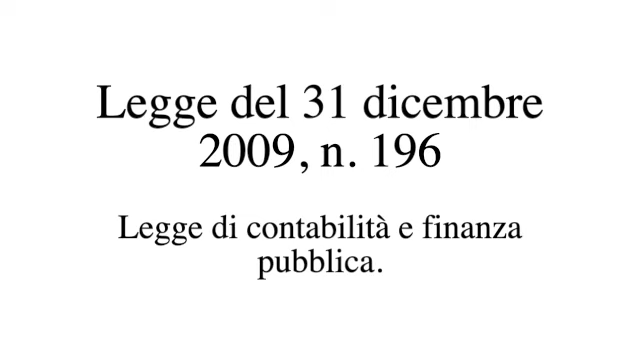 Legge del 31 dicembre
2009, n. 196
Legge di contabilità e finanza
pubblica.